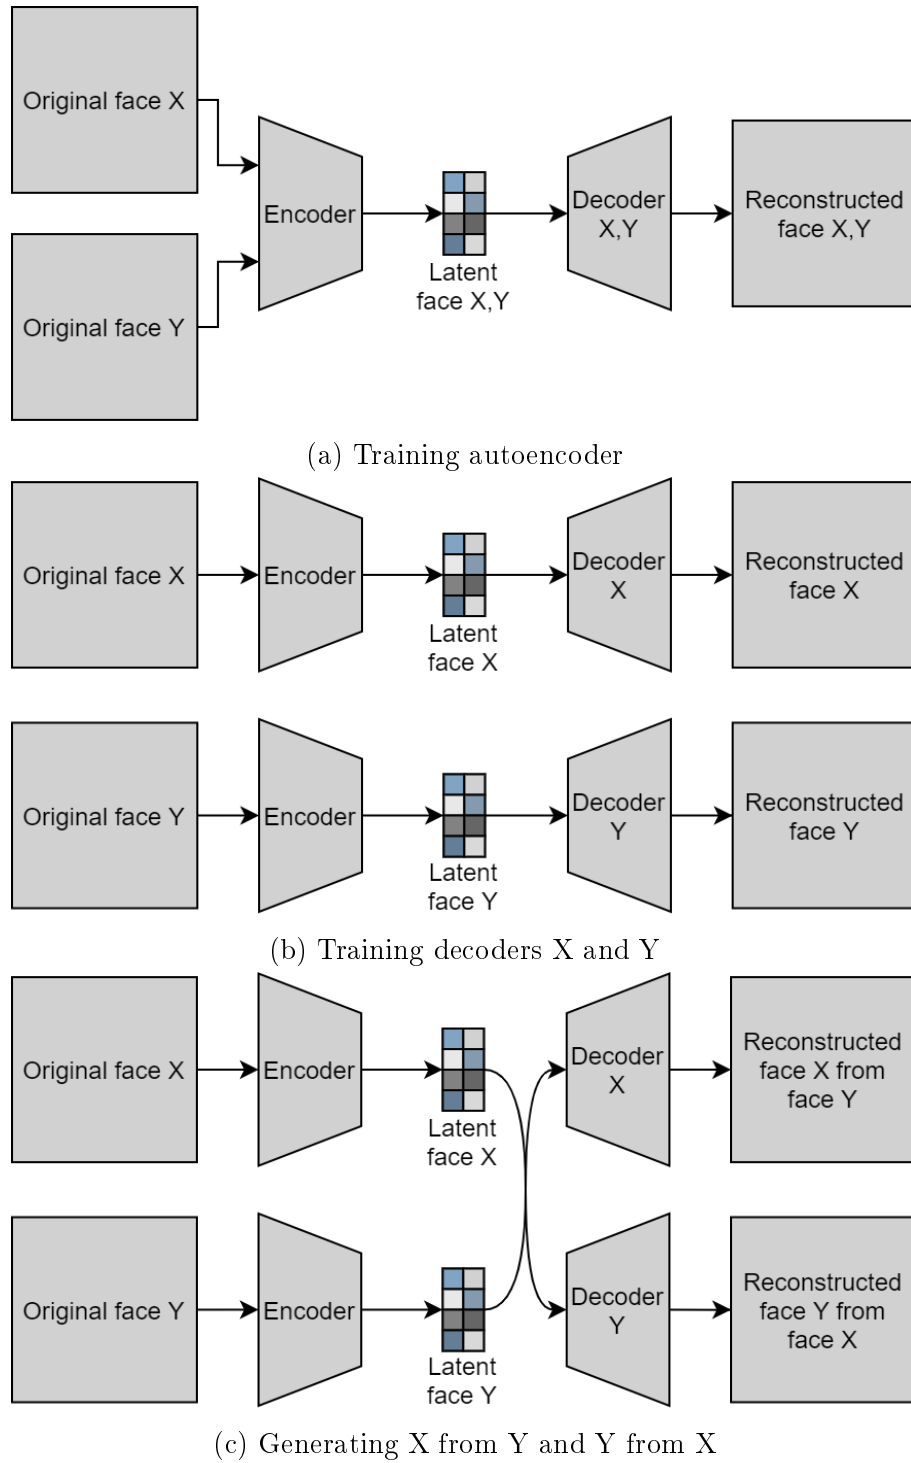 Original face X
Encoder
Latent
face X,Y
Decoder
X,Y
Reconstructed
face X,Y
Original face Y
(a) Training autoencoder
Original face X
Encoder
Latent
face X
Decoder
X
Reconstructed
face X
Original face Y
Encoder
Latent
face Y
Decoder
Y
Reconstructed
face Y
(b) Training decoders X and Y
Original face X
Encoder
Latent
face X
Decoder
X
Reconstructed
face X from
face Y
Original face Y
Encoder
Latent
face Y
Decoder
Y
Reconstructed
face Y from
face X
(c) Generating X from Y and Y from X